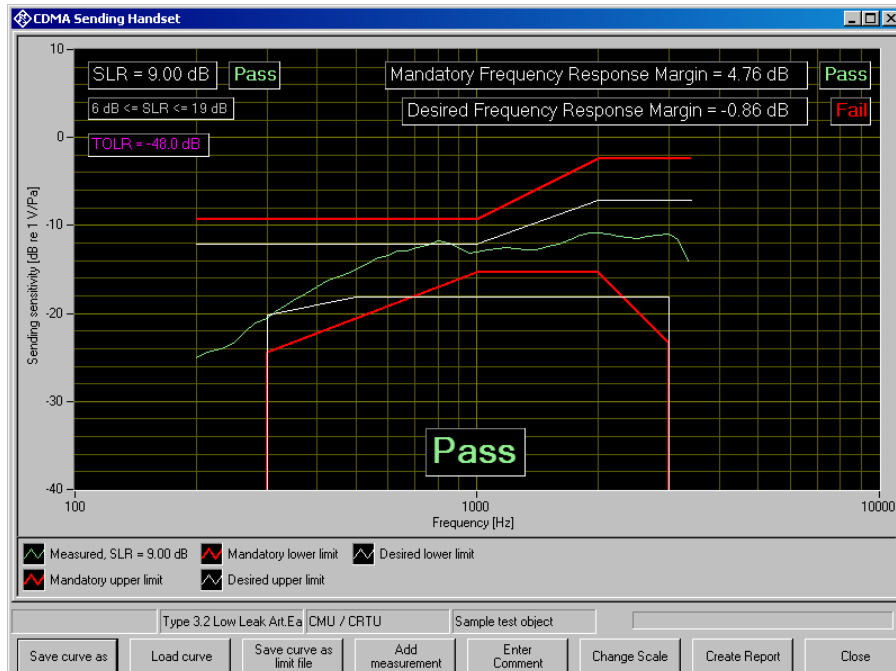 CDMA Sending Handset
SLR = 9.00 dB Pass
Mandatory Frequency Response Margin = 4.76 dB Pass
6 dB <= SLR <= 19 dB
Desired Frequency Response Margin = -0.86 dB Fail
TOLR = -48.0 dB
10
0
-10
-20
-30
-40
Sending sensitivity [dB re 1 V/Pa]
Pass
100 1000 10000
Frequency [Hz]
Measured, SLR = 9.00 dB Mandatory lower limit Desired lower limit
Mandatory upper limit Desired upper limit
Type 3.2 Low Leak Art.Ea CMU / CRTU Sample test object
Save curve as Load curve Save curve as limit file Add measurement Enter Comment Change Scale Create Report Close